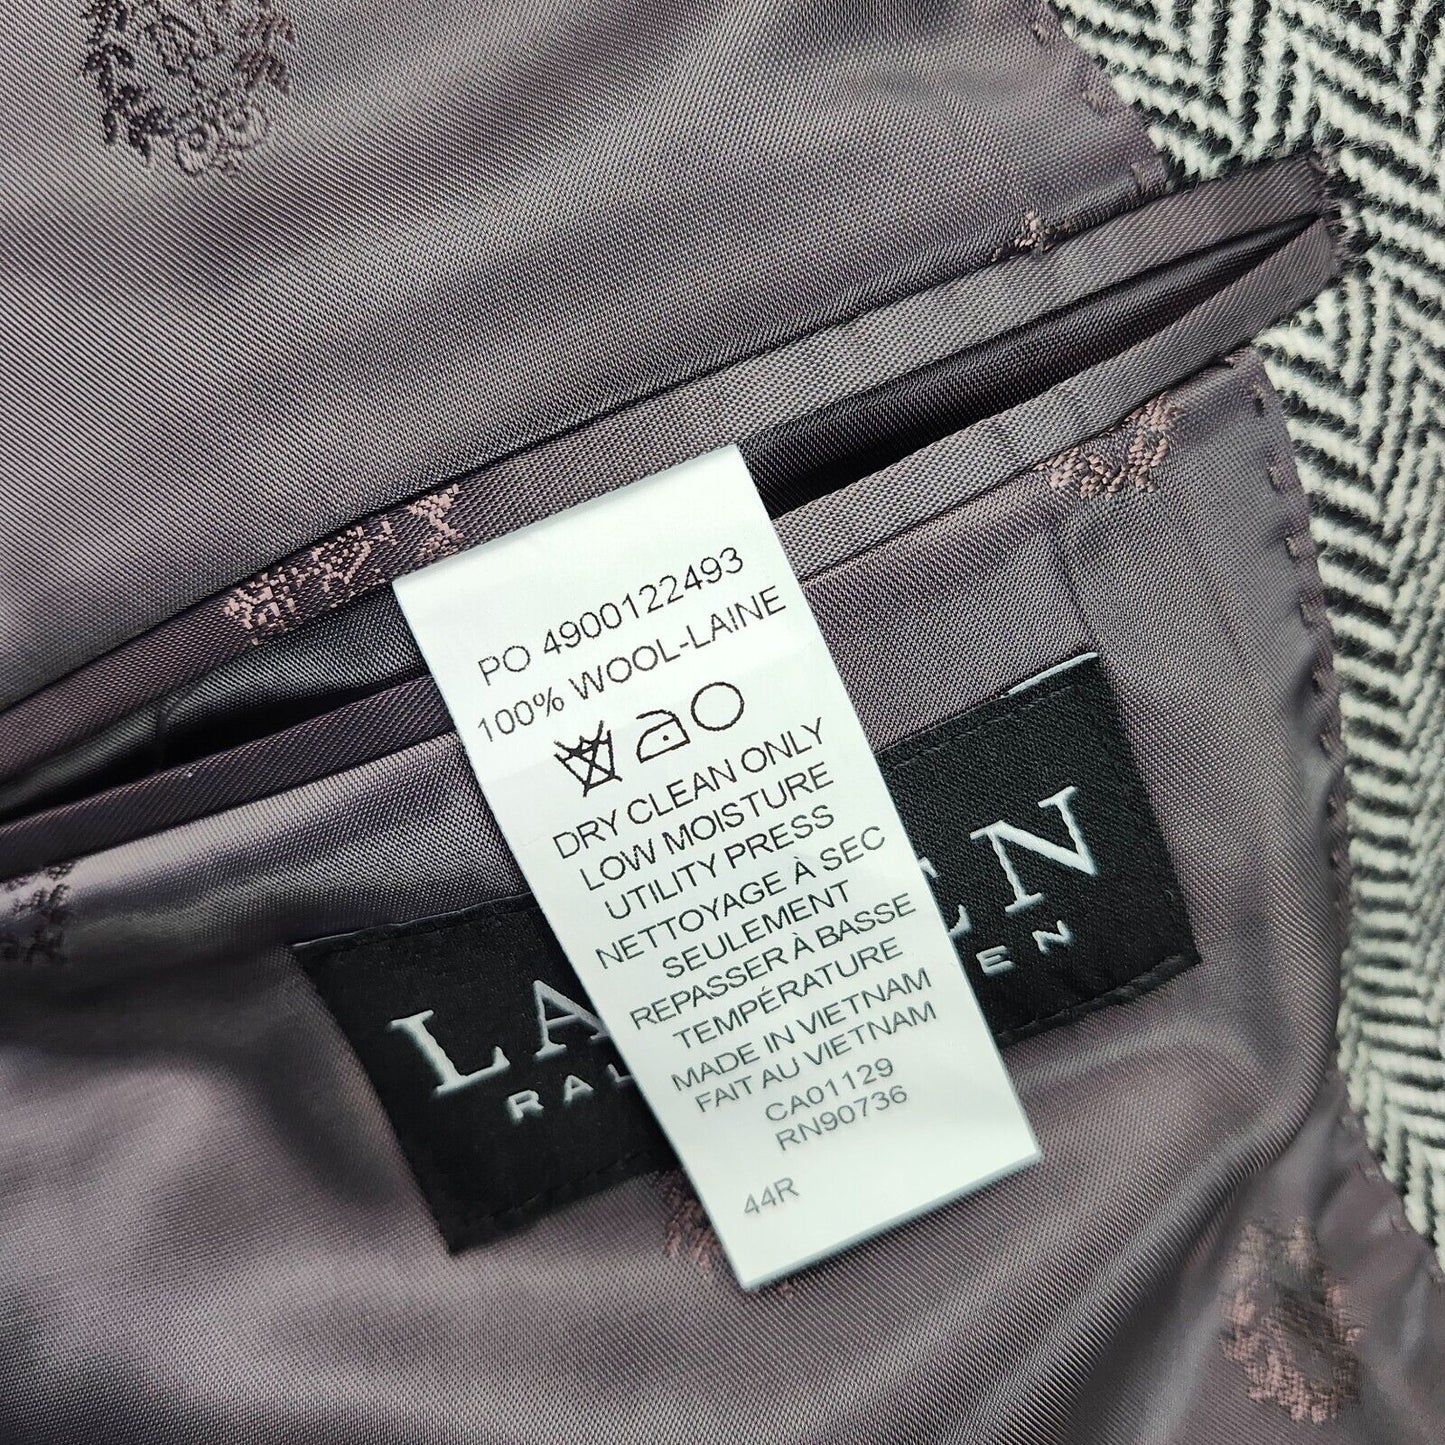 PO 4900122493
100% WOOL-LAINE
DRY CLEAN ONLY
LOW MOISTURE
UTILITY PRESS
NETTOYAGE À SEC
SEULEMENT
REPASSER À BASSE
TEMPÉRATURE
MADE IN VIETNAM
FAIT AU VIETNAM
CA01129
RN90736
44R